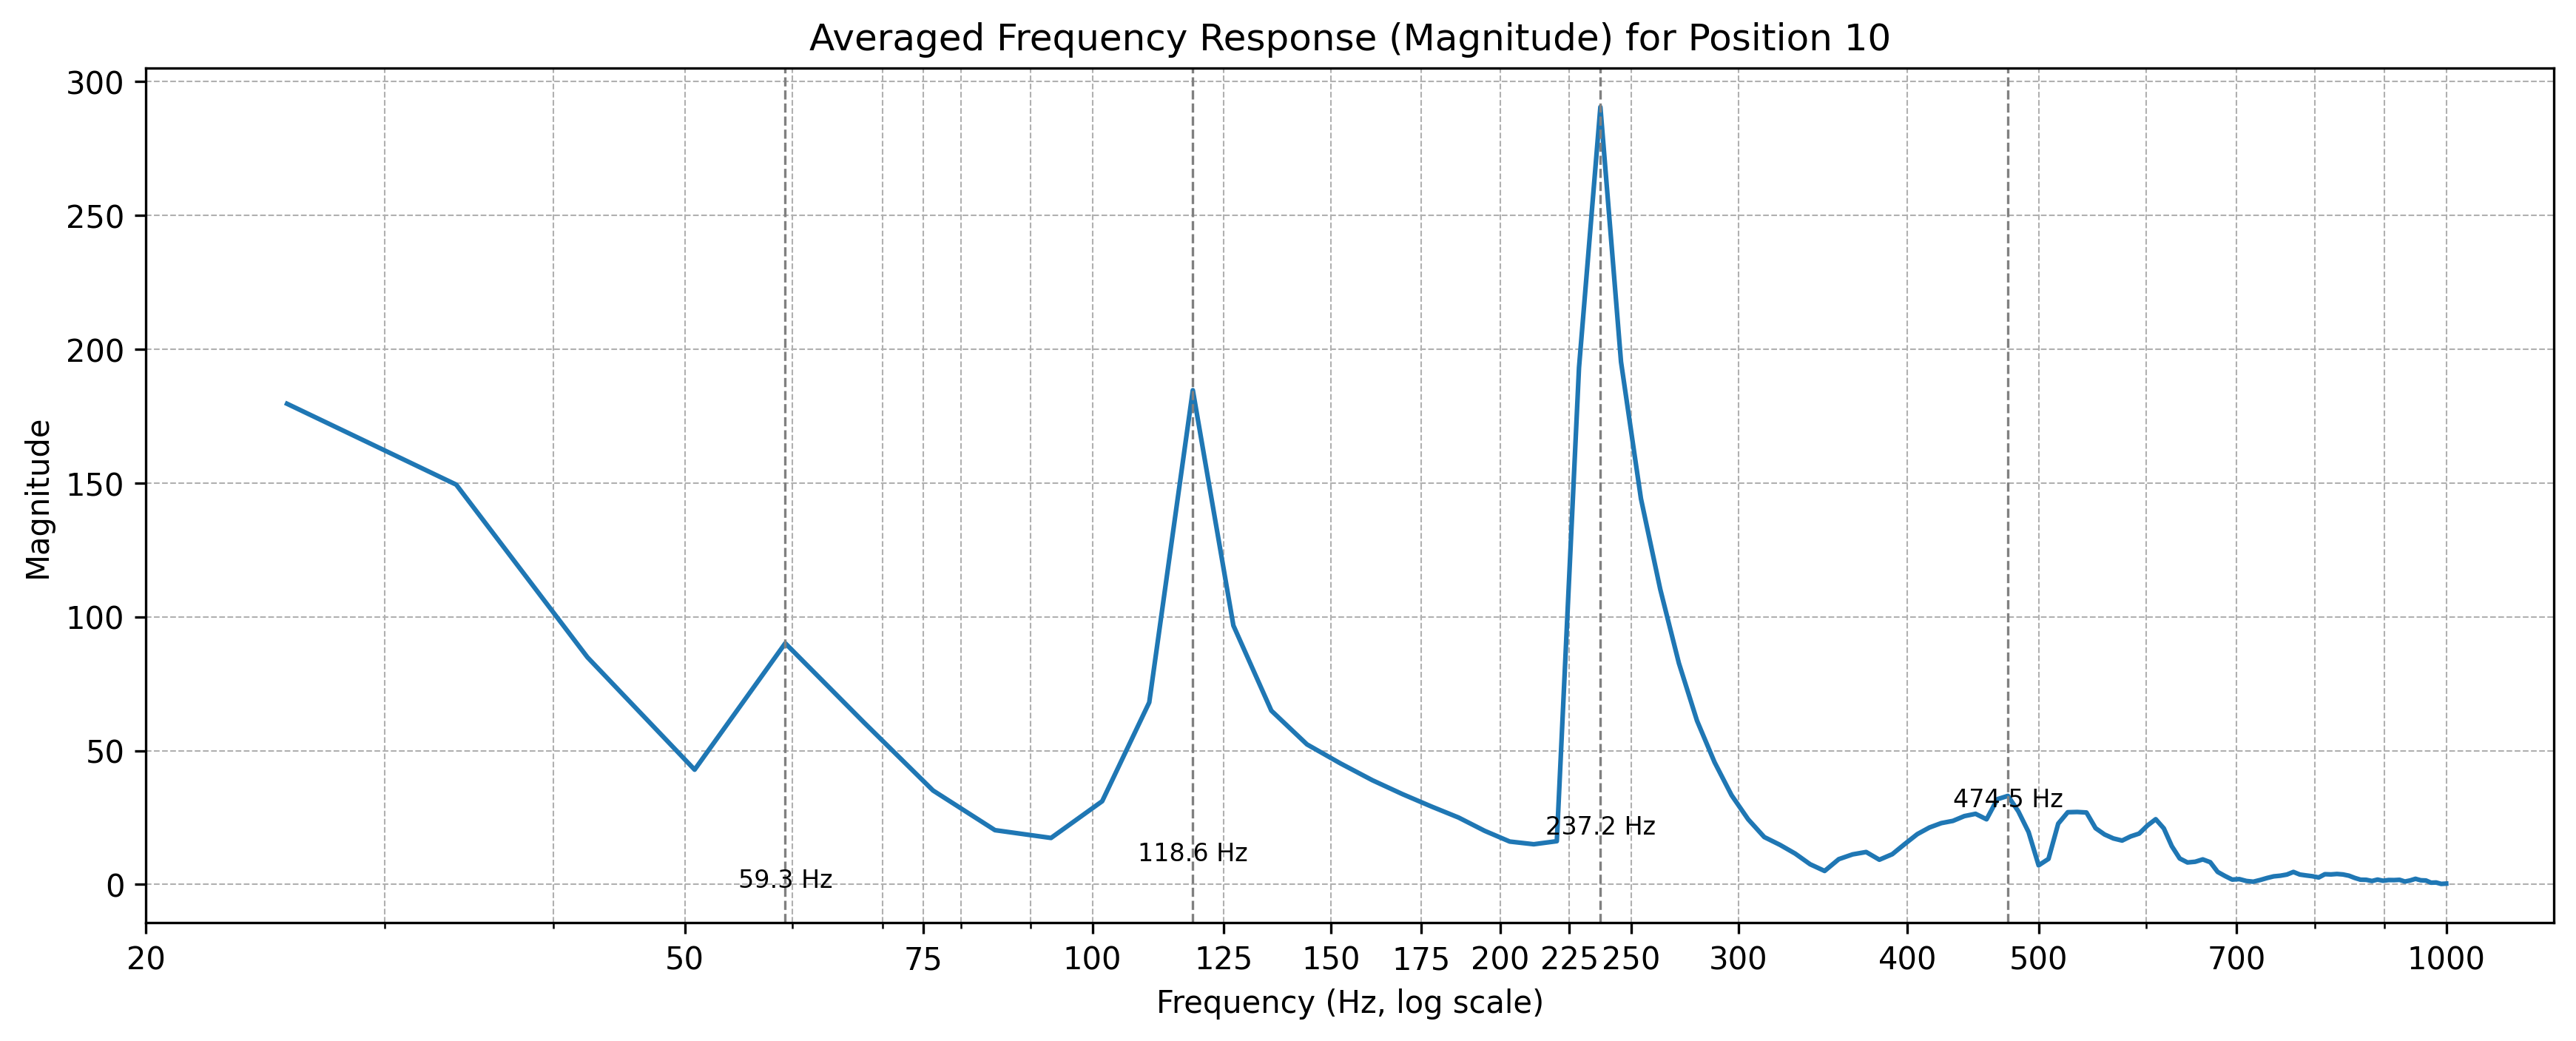 Averaged Frequency Response (Magnitude) for Position 10
Magnitude
300
250
200
150
100
50
0
474.5 Hz
237.2 Hz
118.6 Hz
59.3 Hz
20 50 75 100 125 150 175 200 225 250 300 400 500 700 1000
Frequency (Hz, log scale)